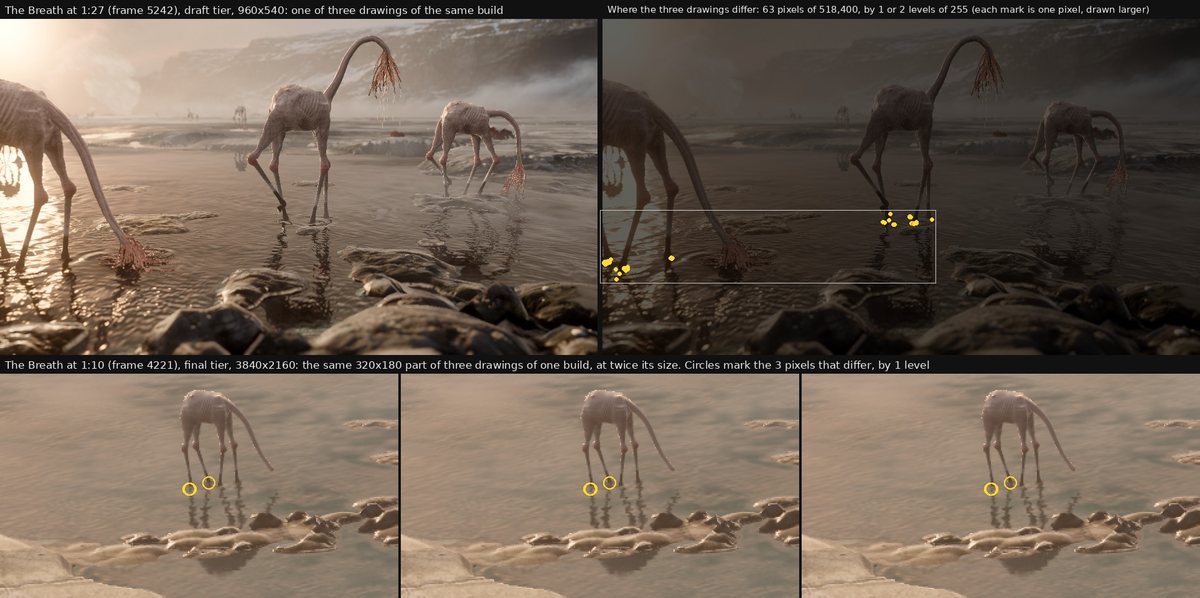 The Breath at 1:27 (frame 5242), draft tier, 960x540: one of three drawings of the same build
Where the three drawings differ: 63 pixels of 518,400, by 1 or 2 levels of 255 (each mark is one pixel, drawn larger)
The Breath at 1:10 (frame 4221), final tier, 3840x2160: the same 320x180 part of three drawings of one build, at twice its size. Circles mark the 3 pixels that differ, by 1 level